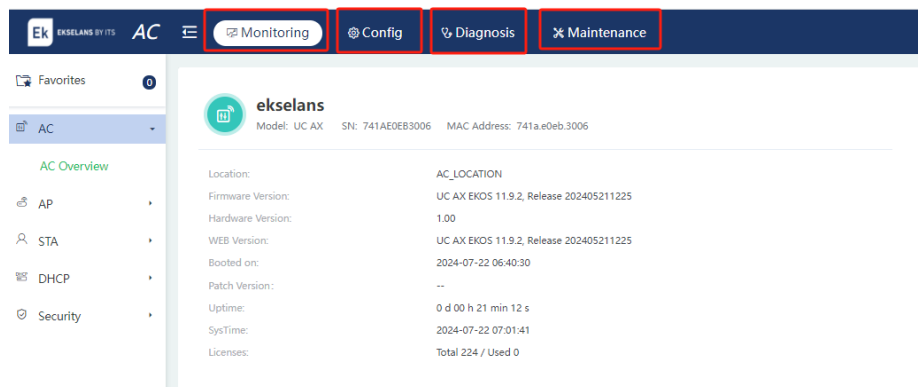 Ek EKSELANS BY ITS AC Monitoring Config Diagnosis Maintenance
Favorites 0
AC
AC Overview
AP
STA
DHCP
Security
ekselans
Model: UC AX SN: 741AE0EB3006 MAC Address: 741a.e0eb.3006
Location: AC_LOCATION
Firmware Version: UC AX EKOS 11.9.2, Release 202405211225
Hardware Version: 1.00
WEB Version: UC AX EKOS 11.9.2, Release 202405211225
Booted on: 2024-07-22 06:40:30
Patch Version: --
Uptime: 0 d 00 h 21 min 12 s
SysTime: 2024-07-22 07:01:41
Licenses: Total 224 / Used 0